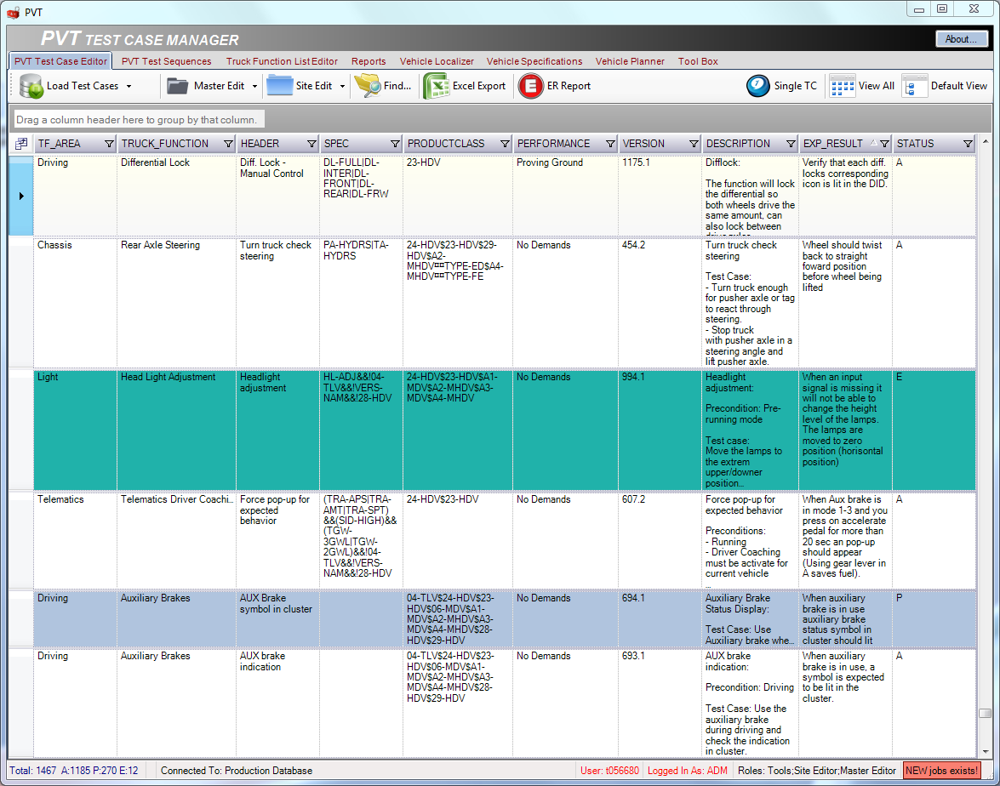 PVT
PVT TEST CASE MANAGER
About...
PVT Test Case Editor PVT Test Sequences Truck Function List Editor Reports Vehicle Localizer Vehicle Specifications Vehicle Planner Tool Box
Load Test Cases Master Edit Site Edit Find... Excel Export E ER Report Single TC View All Default View
Drag a column header here to group by that column.
TF_AREA TRUCK_FUNCTION HEADER SPEC PRODUCTCLASS PERFORMANCE VERSION DESCRIPTION EXP_RESULT STATUS
Driving
Differential Lock
Diff. Lock -
Manual Control
DL-FULL|DL-
INTER|DL-
FRONT|DL-
REAR|DL-FRW
23-HDV
Proving Ground
1175.1
Difflock:
The function will lock
the differential so
both wheels drive the
same amount, can
also lock between
Verify that each diff.
locks corresponding
icon is lit in the DID.
A
Chassis
Rear Axle Steering
Turn truck check
steering
PA-HYDRS|TA-
HYDRS
24-HDV$23-HDV$29-
HDV$A2-
MHDV¤¤TYPE-ED$A4-
MHDV¤¤TYPE-FE
No Demands
454.2
Turn truck check
steering
Test Case:
- Turn truck enough
for pusher axle or tag
to react through
steering.
- Stop truck
with pusher axle in a
steering angle and
lift pusher axle.
Wheel should twist
back to straight
foward position
before wheel being
lifted
A
Light
Head Light Adjustment
Headlight
adjustment
HL-ADJ&&!04-
TLV&&!VERS-
NAM&&!28-HDV
24-HDV$23-HDV$A1-
MDV$A2-MHDV$A3-
MDV$A4-MHDV
No Demands
994.1
Headlight
adjustment:
Precondition: Pre-
running mode
Test case:
Move the lamps to
the extrem
upper/downer
position...
When an input
signal is missing it
will not be able to
change the height
level of the lamps.
The lamps are
moved to zero
position (horisontal
position)
E
Telematics
Telematics Driver Coachi...
Force pop-up for
expected
behavior
(TRA-APS|TRA-
AMT|TRA-SPT)
&&(SID-HIGH)&&
(TGW-
3GWL|TGW-
2GWL)&&!04-
TLV&&!VERS-
NAM&&!28-HDV
24-HDV$23-HDV
No Demands
607.2
Force pop-up for
expected behavior
Preconditions:
- Running
- Driver Coaching
must be activate for
current vehicle
...
When Aux brake is
in mode 1-3 and you
press on accelerate
pedal for more than
20 sec an pop-up
should appear
(Using gear lever in
A saves fuel).
A
Driving
Auxiliary Brakes
AUX Brake
symbol in cluster
04-TLV$24-HDV$23-
HDV$06-MDV$A1-
MDV$A2-MHDV$A3-
MDV$A4-MHDV$28-
HDV$29-HDV
No Demands
694.1
Auxiliary Brake
Status Display:
Test Case: Use
Auxiliary brake whe...
When auxiliary
brake is in use
auxiliary brake
status symbol in
cluster should lit
P
Driving
Auxiliary Brakes
AUX brake
indication
04-TLV$24-HDV$23-
HDV$06-MDV$A1-
MDV$A2-MHDV$A3-
MDV$A4-MHDV$28-
HDV$29-HDV
No Demands
693.1
AUX brake
indication:
Precondition: Driving
Test Case: Use the
auxiliary brake
during driving and
check the indication
in cluster.
When auxiliary
brake is in use, a
symbol is expected
to be lit in the
cluster.
A
Total: 1467 A:1185 P:270 E:12 Connected To: Production Database User: t056680 Logged In As: ADM Roles: Tools;Site Editor;Master Editor NEW jobs exists!